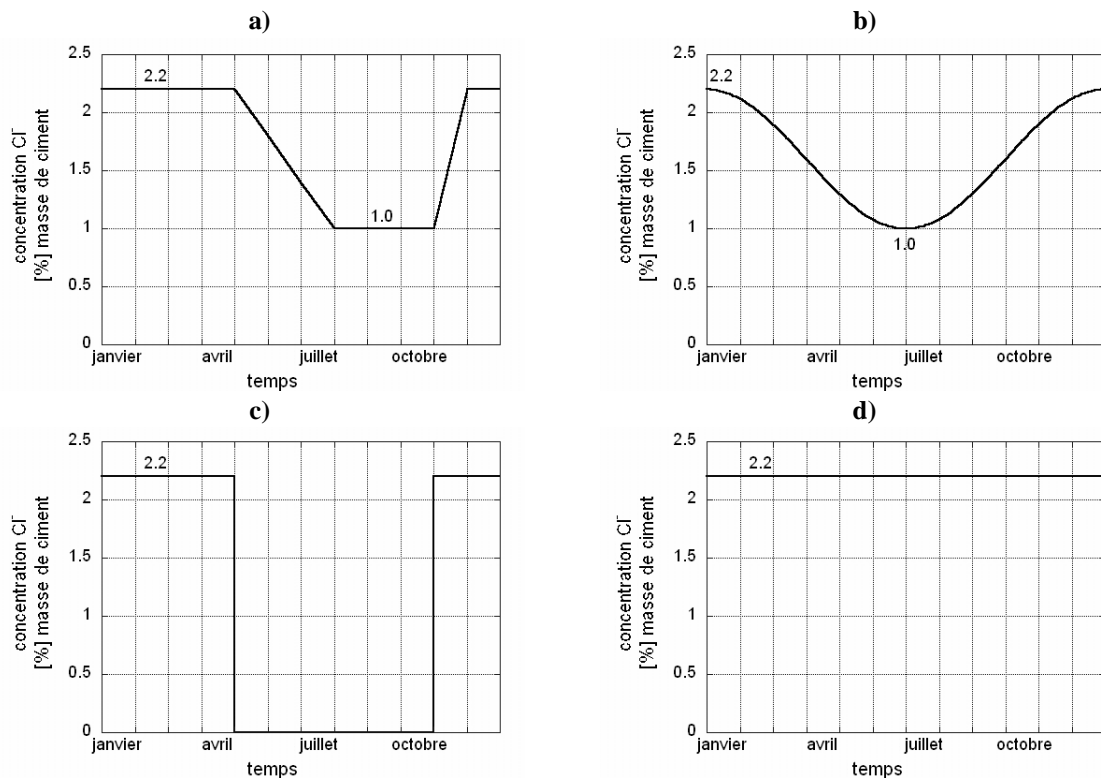 a)
concentration Cl⁻
[%] masse de ciment
2.5
2
1.5
1
0.5
0
2.2
1.0
janvier avril juillet octobre
temps
b)
concentration Cl⁻
[%] masse de ciment
2.5
2
1.5
1
0.5
0
2.2
1.0
janvier avril juillet octobre
temps
c)
concentration Cl⁻
[%] masse de ciment
2.5
2
1.5
1
0.5
0
2.2
janvier avril juillet octobre
temps
d)
concentration Cl⁻
[%] masse de ciment
2.5
2
1.5
1
0.5
0
2.2
janvier avril juillet octobre
temps